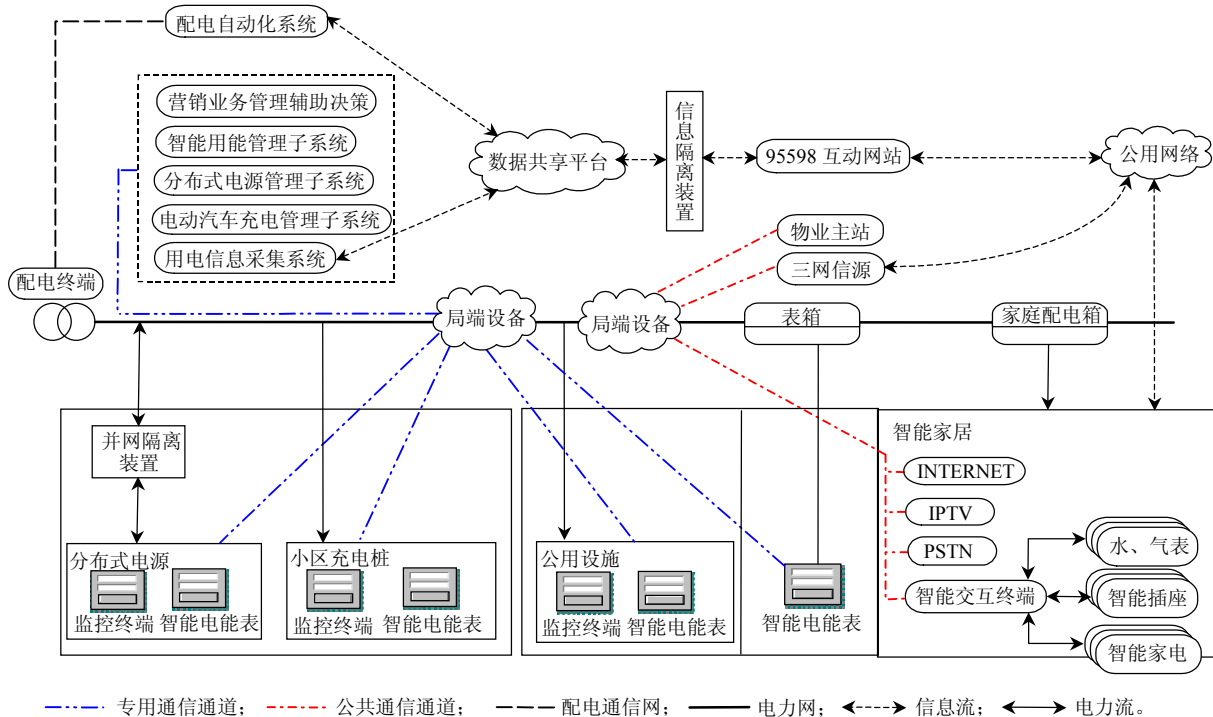 配电自动化系统
营销业务管理辅助决策
智能用能管理子系统
分布式电源管理子系统
电动汽车充电管理子系统
用电信息采集系统
数据共享平台
信息隔离装置
95598 互动网站
公用网络
物业主站
三网信源
配电终端
局端设备
局端设备
表箱
家庭配电箱
并网隔离
装置
分布式电源
监控终端
智能电能表
小区充电桩
监控终端
智能电能表
公用设施
监控终端
智能电能表
智能电能表
智能家居
INTERNET
IPTV
PSTN
智能交互终端
水、气表
智能插座
智能家电
专用通信通道; 公共通信通道; 配电通信网; 电力网; 信息流; 电力流。